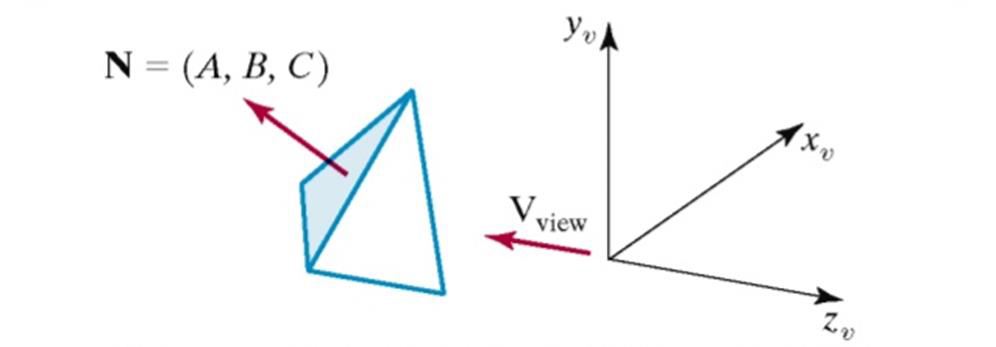 N = (A, B, C)
y_v
x_v
V_view
z_v